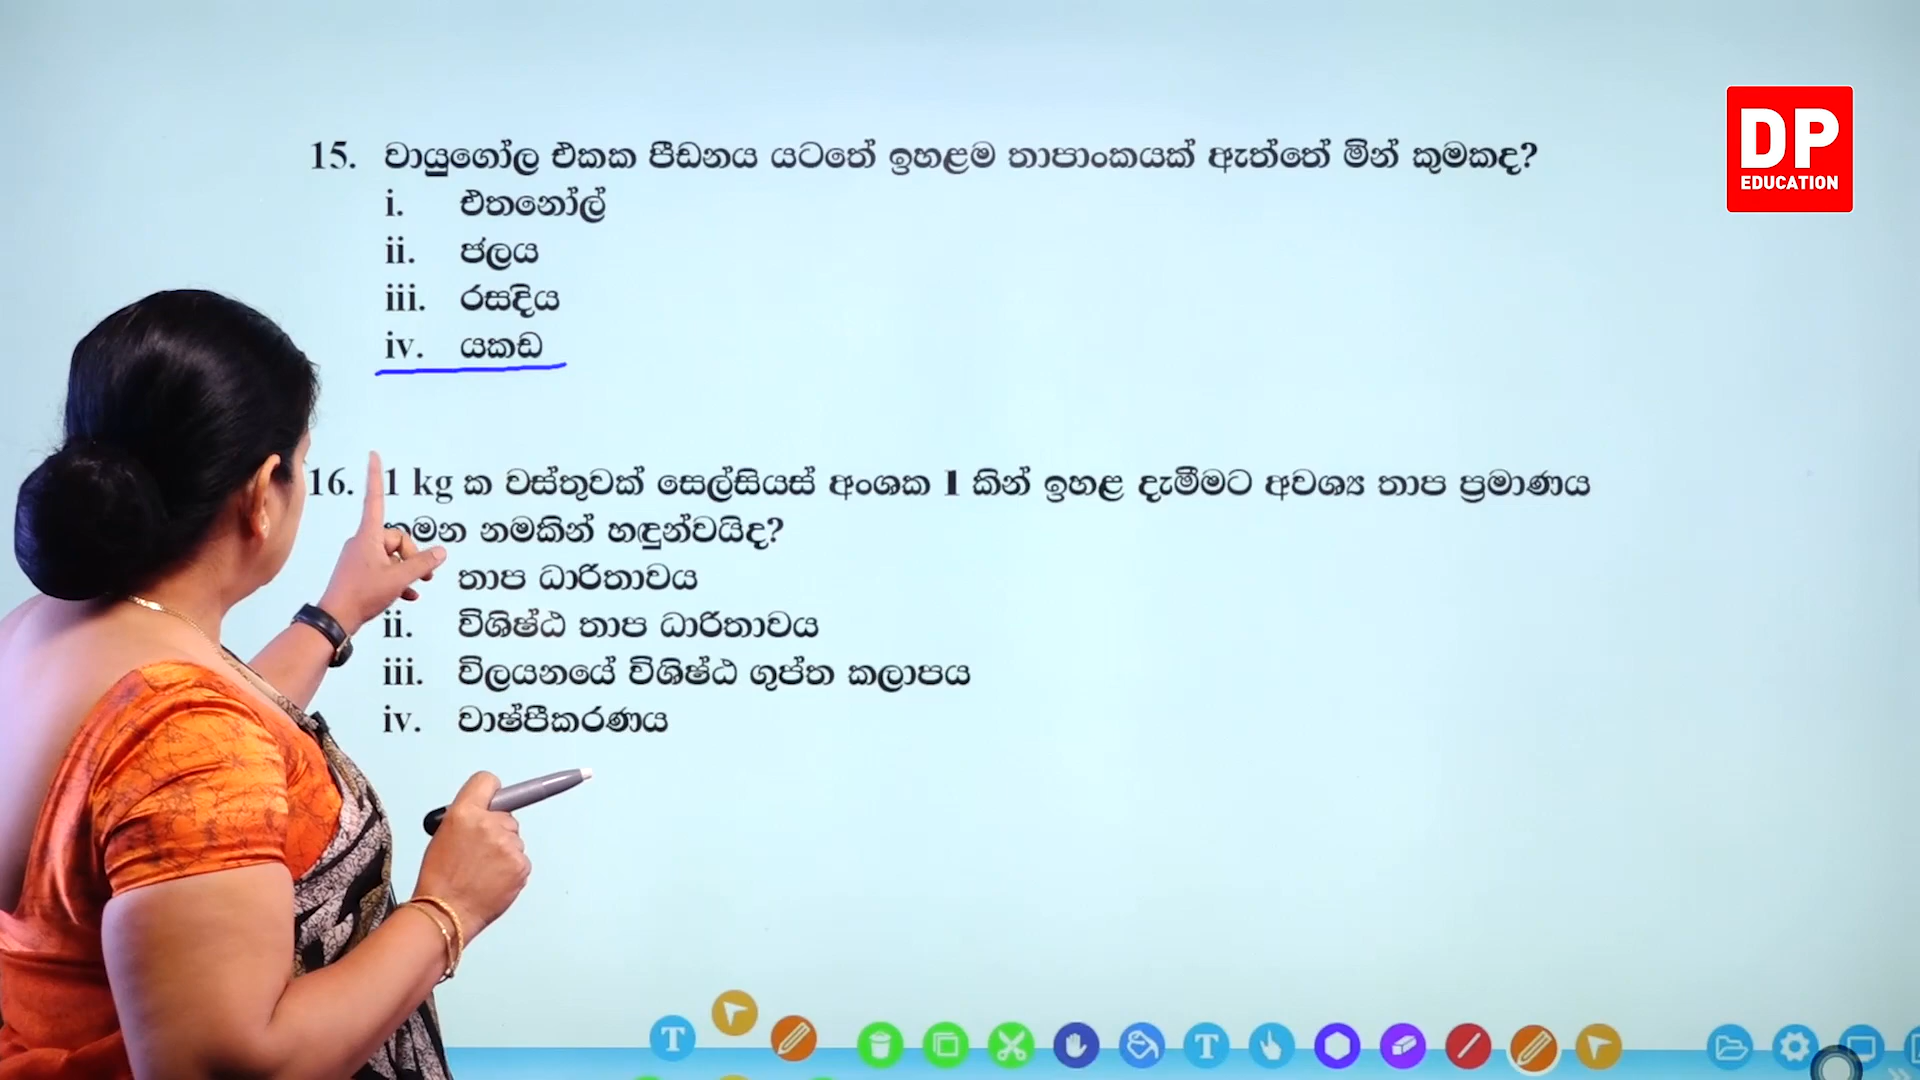 DP
EDUCATION
15. වායුගෝල එකක පීඩනය යටතේ ඉහළම තාපාංකයක් ඇත්තේ මින් කුමකද?
i. එතනෝල්
ii. ජලය
iii. රසදිය
iv. යකඩ
16. 1 kg ක වස්තුවක් සෙල්සියස් අංශක 1 කින් ඉහළ දැමීමට අවශ්‍ය තාප ප්‍රමාණය
නමකින් හඳුන්වයිද?
තාප ධාරිතාවය
ii. විශිෂ්ඨ තාප ධාරිතාවය
iii. විලයනයේ විශිෂ්ඨ ගුප්ත කලාපය
iv. වාෂ්පීකරණය